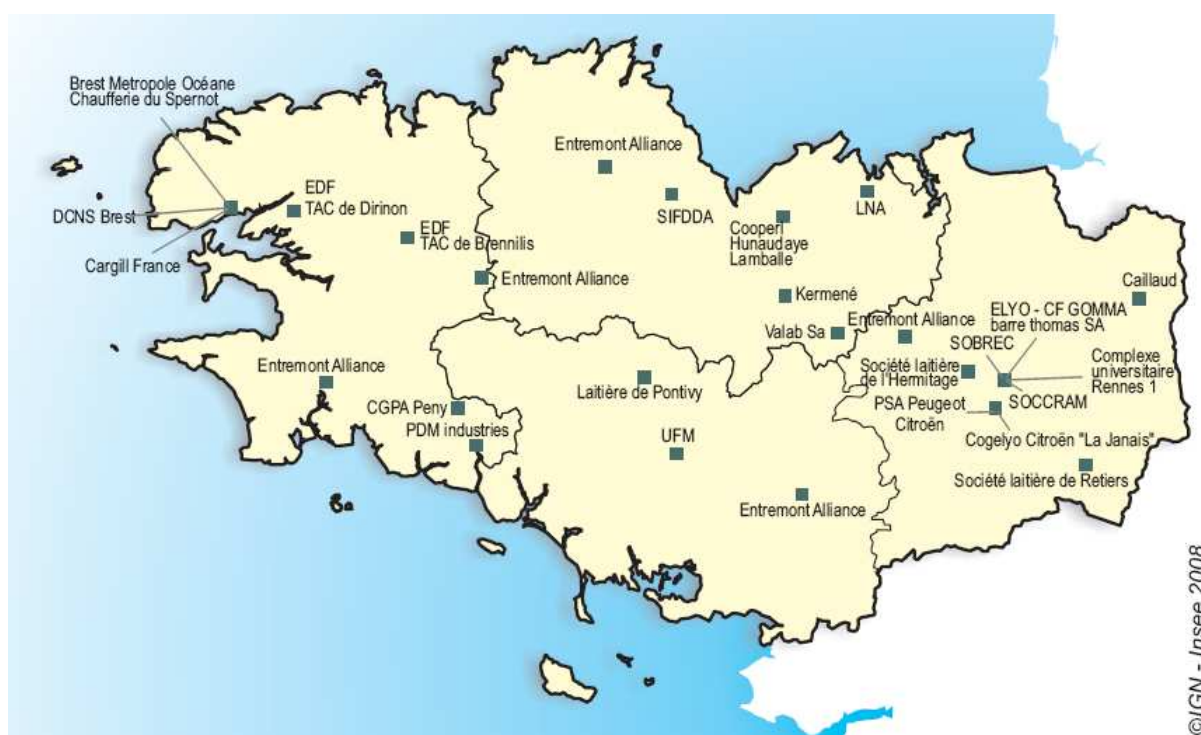 Brest Metropole Océane
Chaufferie du Spernot
DCNS Brest
Cargill France
EDF
TAC de Dirinon
EDF
TAC de Brennilis
Entremont Alliance
Entremont Alliance
SIFDDA
Cooperl
Hunaudaye
Lamballe
LNA
Kermené
Valab Sa
Entremont Alliance
Caillaud
ELYO - CF GOMMA
barre thomas SA
SOBREC
Société laitière
de l'Hermitage
Complexe
universitaire
Rennes 1
SOCCRAM
PSA Peugeot
Citroën
Cogelyo Citroën "La Janais"
Société laitière de Retiers
Entremont Alliance
CGPA Peny
PDM industries
Laitière de Pontivy
UFM
Entremont Alliance
©IGN - Insee 2008